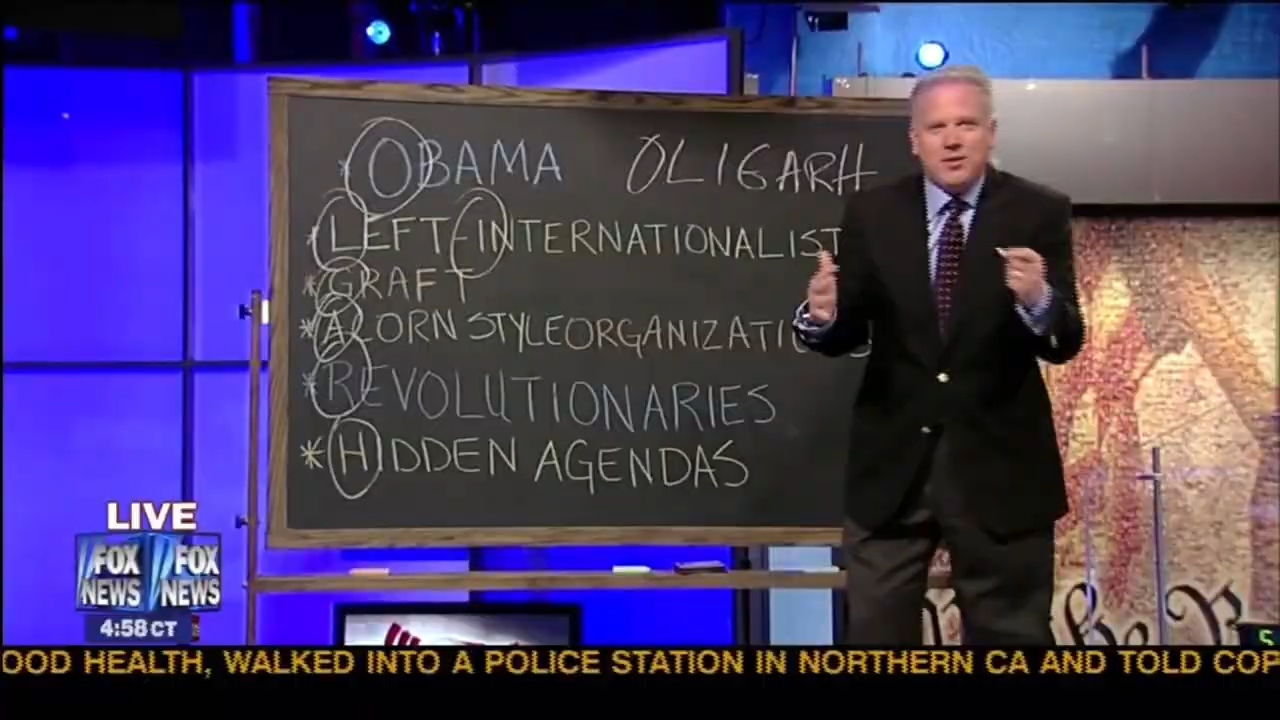 *OBAMA OLIGARH
*LEFT-INTERNATIONALIST
*GRAFT
*ACORN STYLE ORGANIZATI
*REVOLUTIONARIES
*HIDDEN AGENDAS
LIVE
FOX NEWS FOX NEWS
4:58 CT
OOD HEALTH, WALKED INTO A POLICE STATION IN NORTHERN CA AND TOLD COP